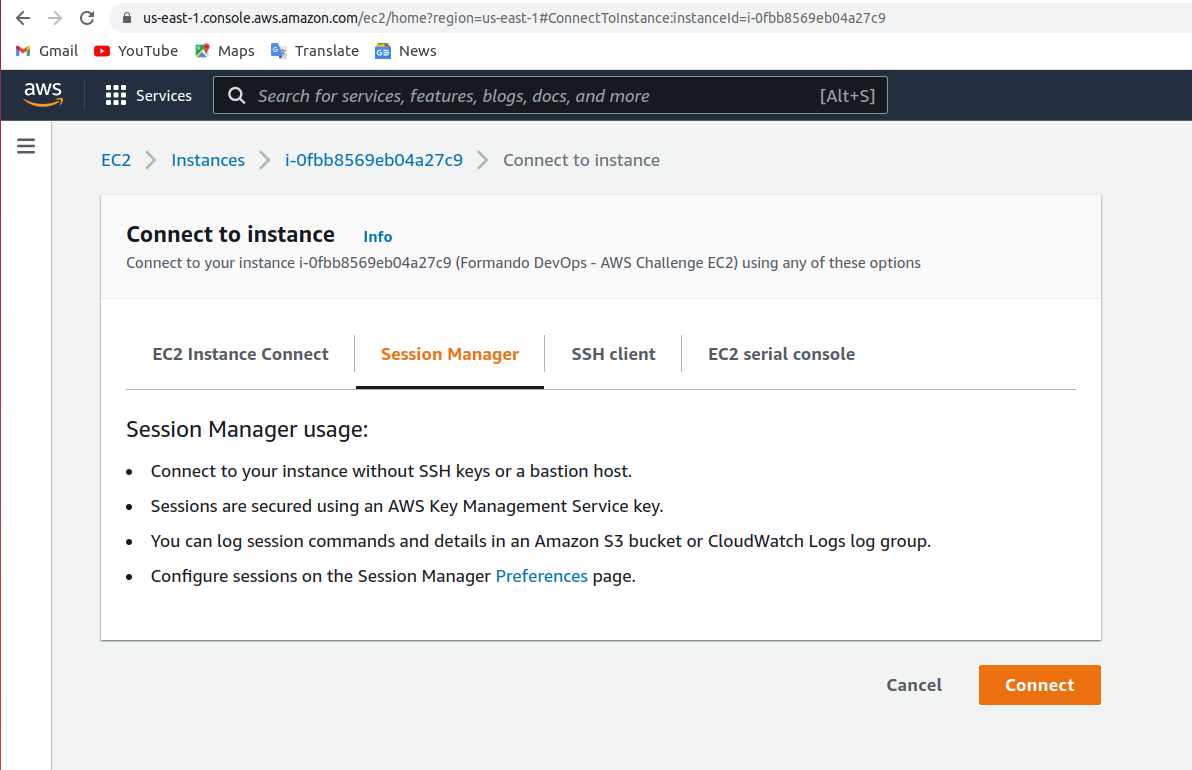 us-east-1.console.aws.amazon.com/ec2/home?region=us-east-1#ConnectToInstance:instanceId=i-0fbb8569eb04a27c9
Gmail YouTube Maps Translate News
aws Services Search for services, features, blogs, docs, and more [Alt+S]
EC2 Instances i-0fbb8569eb04a27c9 Connect to instance
Connect to instance Info
Connect to your instance i-0fbb8569eb04a27c9 (Formando DevOps - AWS Challenge EC2) using any of these options
EC2 Instance Connect Session Manager SSH client EC2 serial console
Session Manager usage:
• Connect to your instance without SSH keys or a bastion host.
• Sessions are secured using an AWS Key Management Service key.
• You can log session commands and details in an Amazon S3 bucket or CloudWatch Logs log group.
• Configure sessions on the Session Manager Preferences page.
Cancel Connect